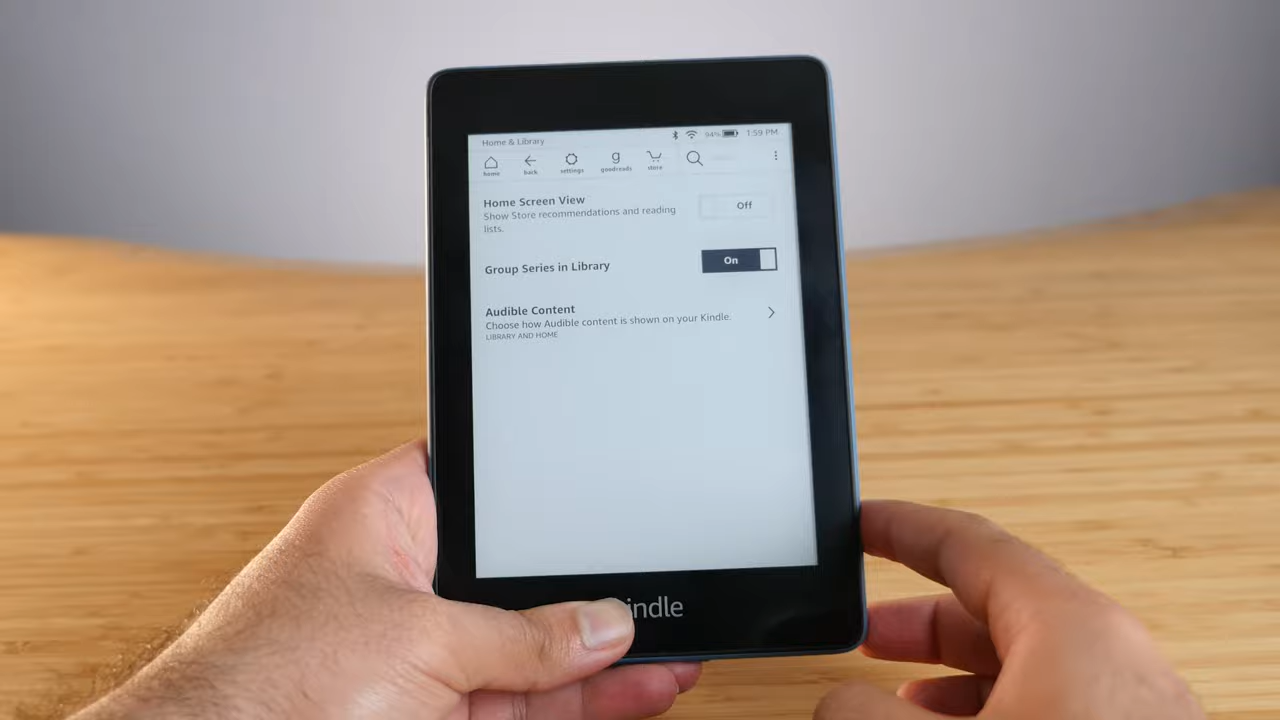 Home & Library
94%
1:59 PM
home
back
settings
goodreads
store
Home Screen View
Off
Show Store recommendations and reading
lists.
Group Series in Library
On
Audible Content
Choose how Audible content is shown on your Kindle.
LIBRARY AND HOME
indle